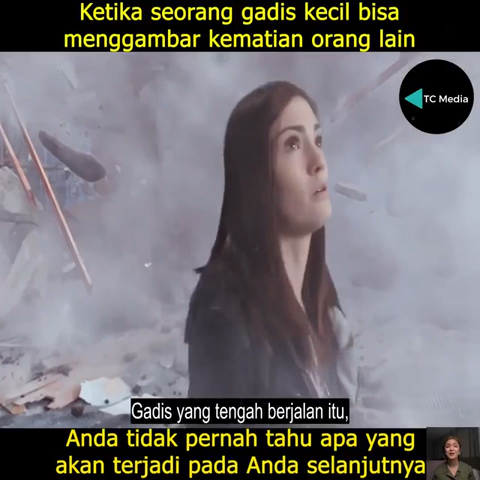 Ketika seorang gadis kecil bisa
menggambar kematian orang lain
TC Media
Gadis yang tengah berjalan itu,
Anda tidak pernah tahu apa yang
akan terjadi pada Anda selanjutnya